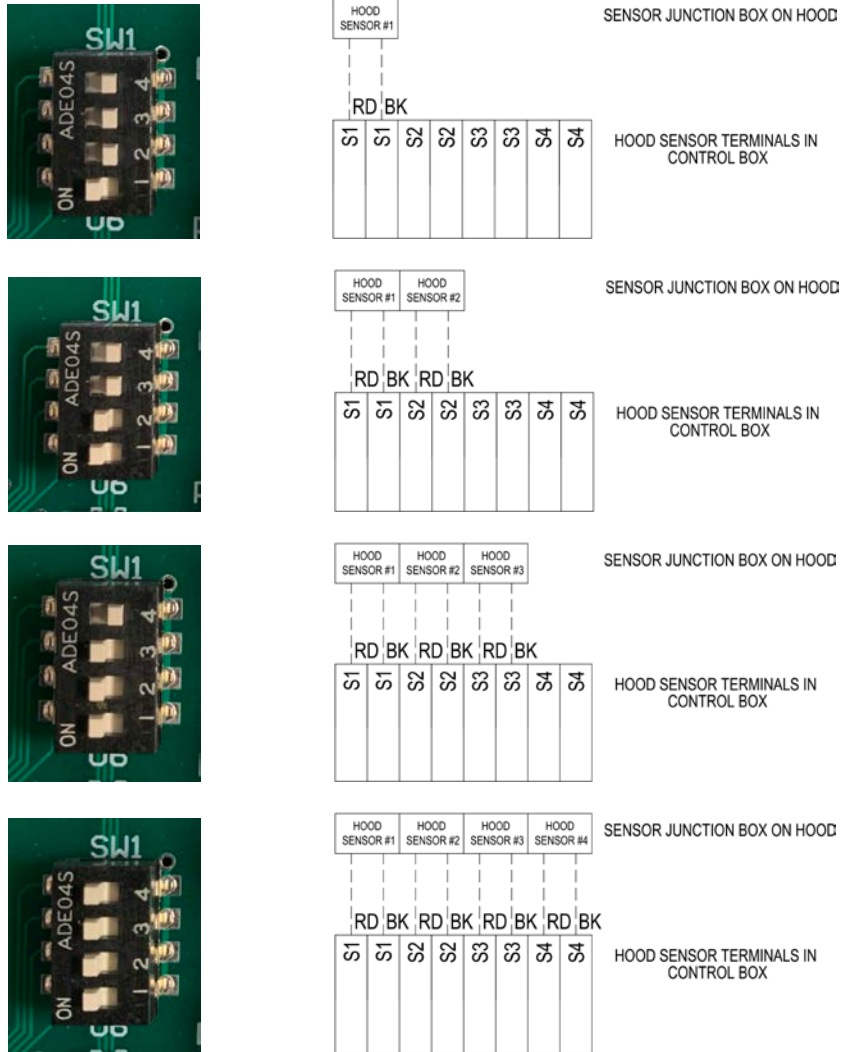 SW1
ADE04S
4
3
2
1
ON
HOOD
SENSOR #1
SENSOR JUNCTION BOX ON HOOD
RD BK
S1 S1 S2 S2 S3 S3 S4 S4
HOOD SENSOR TERMINALS IN
CONTROL BOX
SW1
ADE04S
4
3
2
1
ON
HOOD
SENSOR #1
HOOD
SENSOR #2
SENSOR JUNCTION BOX ON HOOD
RD BK RD BK
S1 S1 S2 S2 S3 S3 S4 S4
HOOD SENSOR TERMINALS IN
CONTROL BOX
SW1
ADE04S
4
3
2
1
ON
HOOD
SENSOR #1
HOOD
SENSOR #2
HOOD
SENSOR #3
SENSOR JUNCTION BOX ON HOOD
RD BK RD BK RD BK
S1 S1 S2 S2 S3 S3 S4 S4
HOOD SENSOR TERMINALS IN
CONTROL BOX
SW1
ADE04S
4
3
2
1
ON
HOOD
SENSOR #1
HOOD
SENSOR #2
HOOD
SENSOR #3
HOOD
SENSOR #4
SENSOR JUNCTION BOX ON HOOD
RD BK RD BK RD BK RD BK
S1 S1 S2 S2 S3 S3 S4 S4
HOOD SENSOR TERMINALS IN
CONTROL BOX